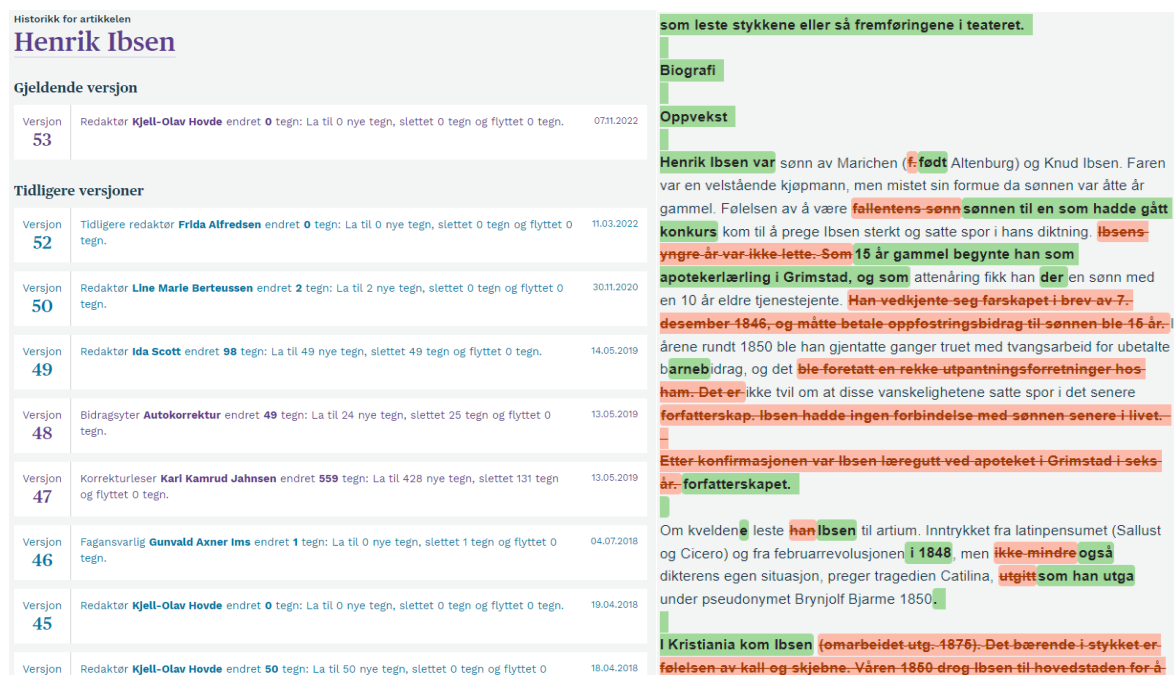 Historikk for artikkelen
Henrik Ibsen
Gjeldende versjon
Versjon
53
Redaktør Kjell-Olav Hovde endret 0 tegn: La til 0 nye tegn, slettet 0 tegn og flyttet 0 tegn.
07.11.2022
Tidligere versjoner
Versjon
52
Tidligere redaktør Frida Alfredsen endret 0 tegn: La til 0 nye tegn, slettet 0 tegn og flyttet 0
tegn.
11.03.2022
Versjon
50
Redaktør Line Marie Berteussen endret 2 tegn: La til 2 nye tegn, slettet 0 tegn og flyttet 0
tegn.
30.11.2020
Versjon
49
Redaktør Ida Scott endret 98 tegn: La til 49 nye tegn, slettet 49 tegn og flyttet 0 tegn.
14.05.2019
Versjon
48
Bidragsyter Autokorrektur endret 49 tegn: La til 24 nye tegn, slettet 25 tegn og flyttet 0
tegn.
13.05.2019
Versjon
47
Korrekturleser Karl Kamrud Jahnsen endret 559 tegn: La til 428 nye tegn, slettet 131 tegn
og flyttet 0 tegn.
13.05.2019
Versjon
46
Fagansvarlig Gunvald Axner Ims endret 1 tegn: La til 0 nye tegn, slettet 1 tegn og flyttet 0
tegn.
04.07.2018
Versjon
45
Redaktør Kjell-Olav Hovde endret 0 tegn: La til 0 nye tegn, slettet 0 tegn og flyttet 0 tegn.
19.04.2018
Versjon
Redaktør Kjell-Olav Hovde endret 50 tegn: La til 50 nye tegn, slettet 0 tegn og flyttet 0
18.04.2018
som leste stykkene eller så fremføringene i teateret.
Biografi
Oppvekst
Henrik Ibsen var sønn av Marichen (f. født Altenburg) og Knud Ibsen. Faren
var en velstående kjøpmann, men mistet sin formue da sønnen var åtte år
gammel. Følelsen av å være fallentens sønn sønnen til en som hadde gått
konkurs kom til å prege Ibsen sterkt og satte spor i hans diktning. Ibsens
yngre år var ikke lette. Som 15 år gammel begynte han som
apotekerlærling i Grimstad, og som attenåring fikk han der en sønn med
en 10 år eldre tjenestejente. Han vedkjente seg farskapet i brev av 7.
desember 1846, og måtte betale oppfostringsbidrag til sønnen ble 15 år. I
årene rundt 1850 ble han gjentatte ganger truet med tvangsarbeid for ubetalte
barnebidrag, og det ble foretatt en rekke utpantningsforretninger hos
ham. Det er ikke tvil om at disse vanskelighetene satte spor i det senere
forfatterskap. Ibsen hadde ingen forbindelse med sønnen senere i livet.
Etter konfirmasjonen var Ibsen læregutt ved apoteket i Grimstad i seks
år. forfatterskapet.
Om kveldene leste han Ibsen til artium. Inntrykket fra latinpensumet (Sallust
og Cicero) og fra februarrevolusjonen i 1848, men ikke mindre også
dikterens egen situasjon, preger tragedien Catilina, utgitt som han utga
under pseudonymet Brynjolf Bjarme 1850.
I Kristiania kom Ibsen (omarbeidet utg. 1875). Det bærende i stykket er
følelsen av kall og skjebne. Våren 1850 drog Ibsen til hovedstaden for å